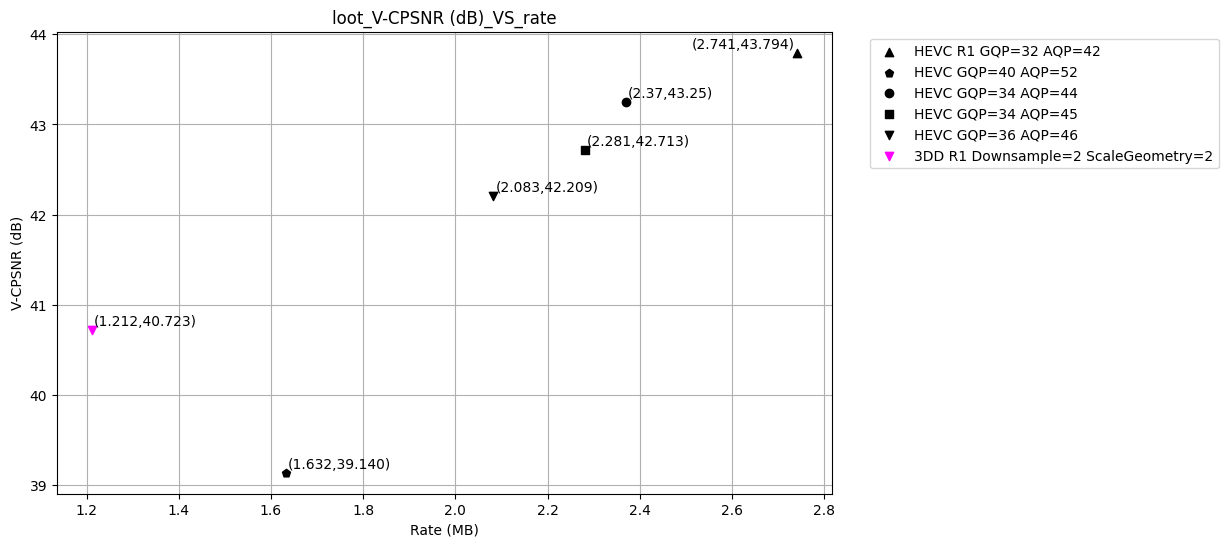 loot_V-CPSNR (dB)_VS_rate
44
43
42
41
40
39
V-CPSNR (dB)
(2.741,43.794)
(2.37,43.25)
(2.281,42.713)
(2.083,42.209)
(1.212,40.723)
(1.632,39.140)
1.2 1.4 1.6 1.8 2.0 2.2 2.4 2.6 2.8
Rate (MB)
HEVC R1 GQP=32 AQP=42
HEVC GQP=40 AQP=52
HEVC GQP=34 AQP=44
HEVC GQP=34 AQP=45
HEVC GQP=36 AQP=46
3DD R1 Downsample=2 ScaleGeometry=2